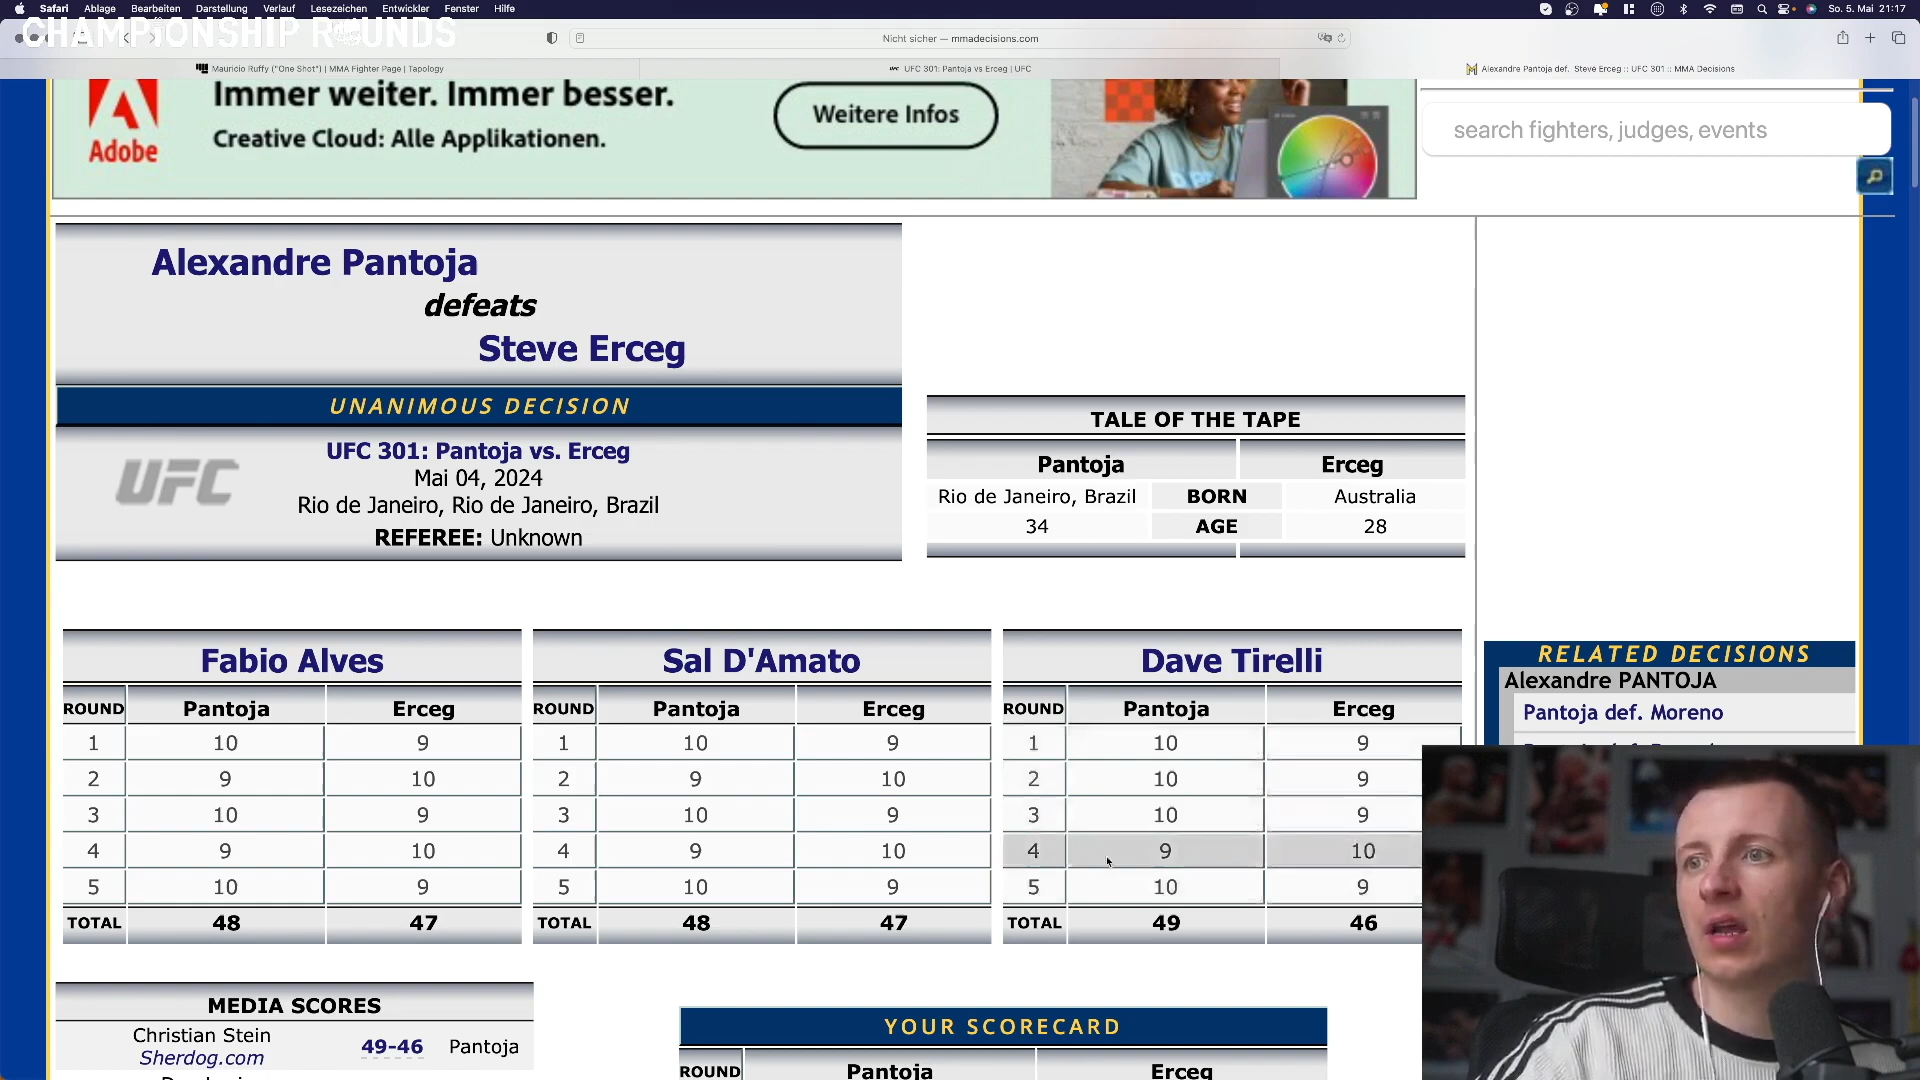 Safari Ablage Bearbeiten Darstellung Verlauf Lesezeichen Entwickler Fenster Hilfe
So. 5. Mai 21:17
CHAMPIONSHIP ROUNDS
Nicht sicher — mmadecisions.com
Mauricio Ruffy ("One Shot") | MMA Fighter Page | Tapology
UFC UFC 301: Pantoja vs Erceg | UFC
Alexandre Pantoja def. Steve Erceg :: UFC 301 :: MMA Decisions
Adobe
Immer weiter. Immer besser.
Creative Cloud: Alle Applikationen.
Weitere Infos
search fighters, judges, events
Alexandre Pantoja
defeats
Steve Erceg
UNANIMOUS DECISION
UFC
UFC 301: Pantoja vs. Erceg
Mai 04, 2024
Rio de Janeiro, Rio de Janeiro, Brazil
REFEREE: Unknown
TALE OF THE TAPE
Pantoja Erceg
Rio de Janeiro, Brazil BORN Australia
34 AGE 28
Fabio Alves
ROUND Pantoja Erceg
1 10 9
2 9 10
3 10 9
4 9 10
5 10 9
TOTAL 48 47
Sal D'Amato
ROUND Pantoja Erceg
1 10 9
2 9 10
3 10 9
4 9 10
5 10 9
TOTAL 48 47
Dave Tirelli
ROUND Pantoja Erceg
1 10 9
2 10 9
3 10 9
4 9 10
5 10 9
TOTAL 49 46
RELATED DECISIONS
Alexandre PANTOJA
Pantoja def. Moreno
MEDIA SCORES
Christian Stein
Sherdog.com
49-46 Pantoja
YOUR SCORECARD
ROUND Pantoja Erceg